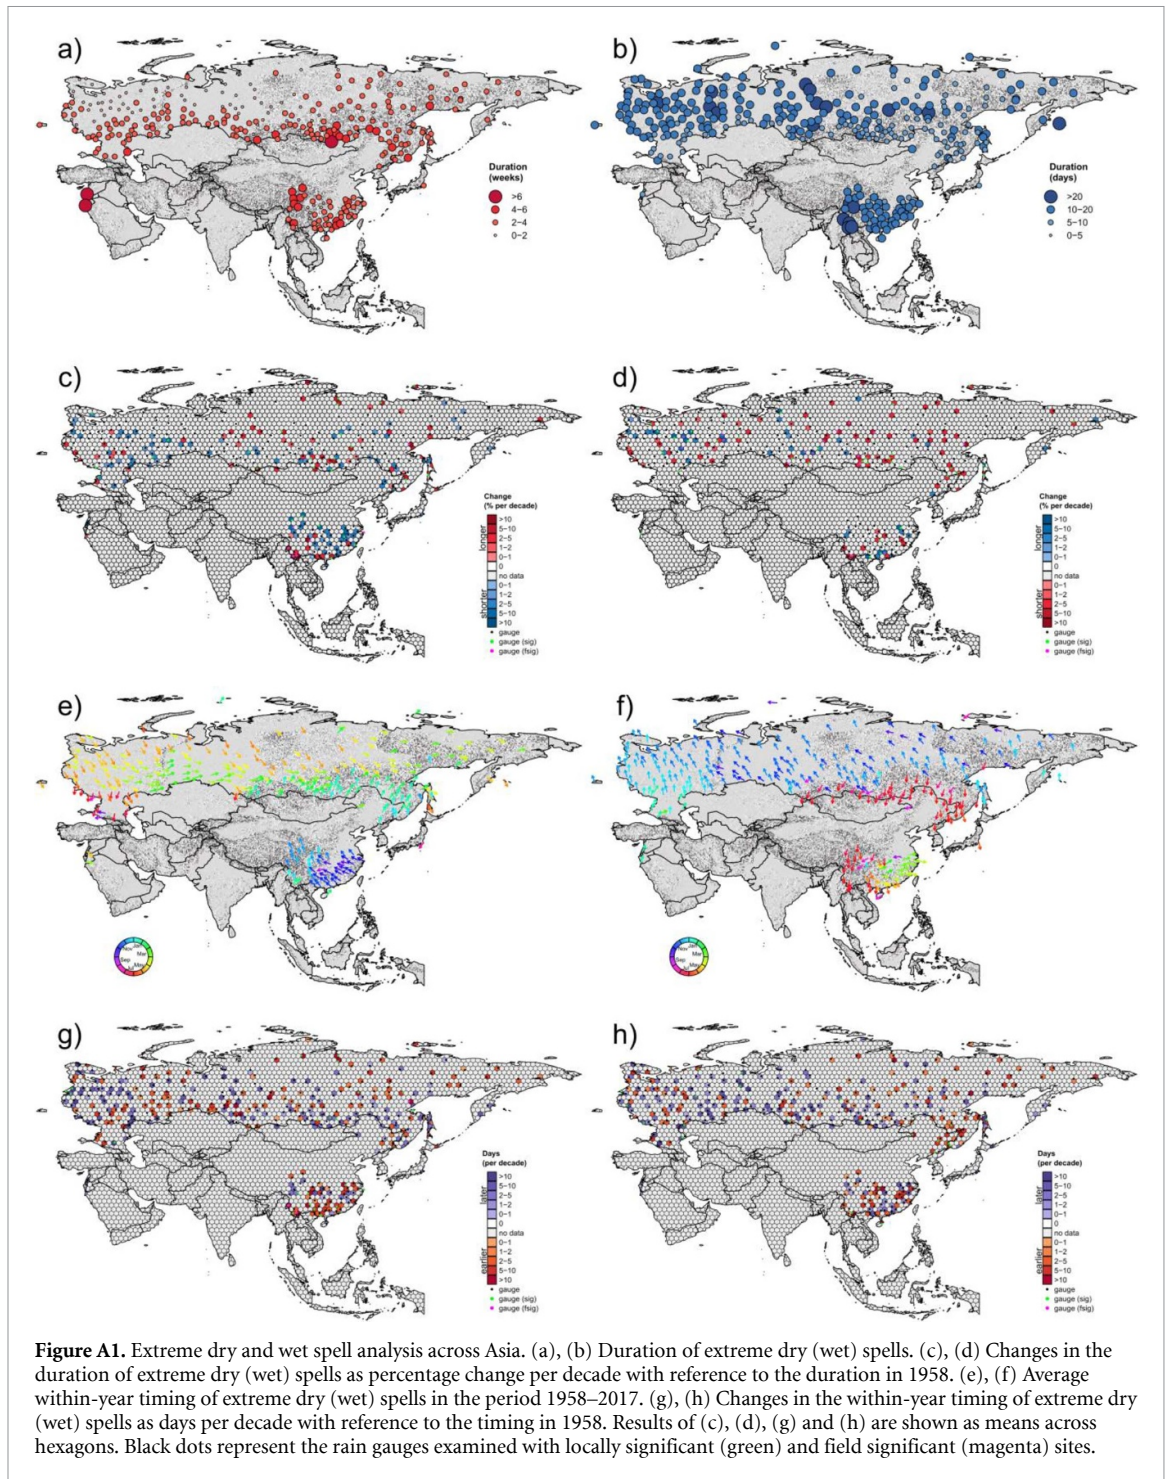 a)
b)
Duration
(weeks)
>6
4-6
2-4
0-2
Duration
(days)
>20
10-20
5-10
0-5
c)
d)
Change
(% per decade)
longer
shorter
>10
5-10
2-5
1-2
0-1
0
no data
0-1
1-2
2-5
5-10
>10
gauge
gauge (sig)
gauge (fsig)
Change
(% per decade)
longer
shorter
>10
5-10
2-5
1-2
0-1
0
no data
0-1
1-2
2-5
5-10
>10
gauge
gauge (sig)
gauge (fsig)
e)
f)
Jan
Mar
May
Jul
Sep
Nov
Jan
Mar
May
Jul
Sep
Nov
g)
h)
Days
(per decade)
later
earlier
>10
5-10
2-5
1-2
0-1
0
no data
0-1
1-2
2-5
5-10
>10
gauge
gauge (sig)
gauge (fsig)
Days
(per decade)
later
earlier
>10
5-10
2-5
1-2
0-1
0
no data
0-1
1-2
2-5
5-10
>10
gauge
gauge (sig)
gauge (fsig)
Figure A1. Extreme dry and wet spell analysis across Asia. (a), (b) Duration of extreme dry (wet) spells. (c), (d) Changes in the
duration of extreme dry (wet) spells as percentage change per decade with reference to the duration in 1958. (e), (f) Average
within-year timing of extreme dry (wet) spells in the period 1958–2017. (g), (h) Changes in the within-year timing of extreme dry
(wet) spells as days per decade with reference to the timing in 1958. Results of (c), (d), (g) and (h) are shown as means across
hexagons. Black dots represent the rain gauges examined with locally significant (green) and field significant (magenta) sites.